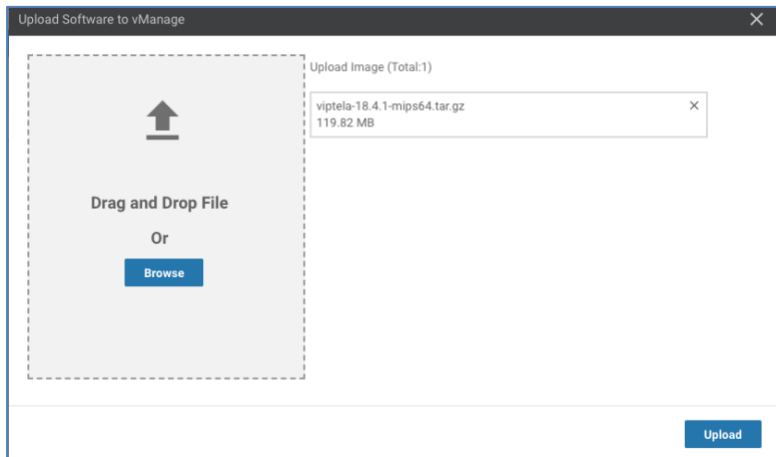 Upload Software to vManage
Upload Image (Total:1)
viptela-18.4.1-mips64.tar.gz
119.82 MB
Drag and Drop File
Or
Browse
Upload